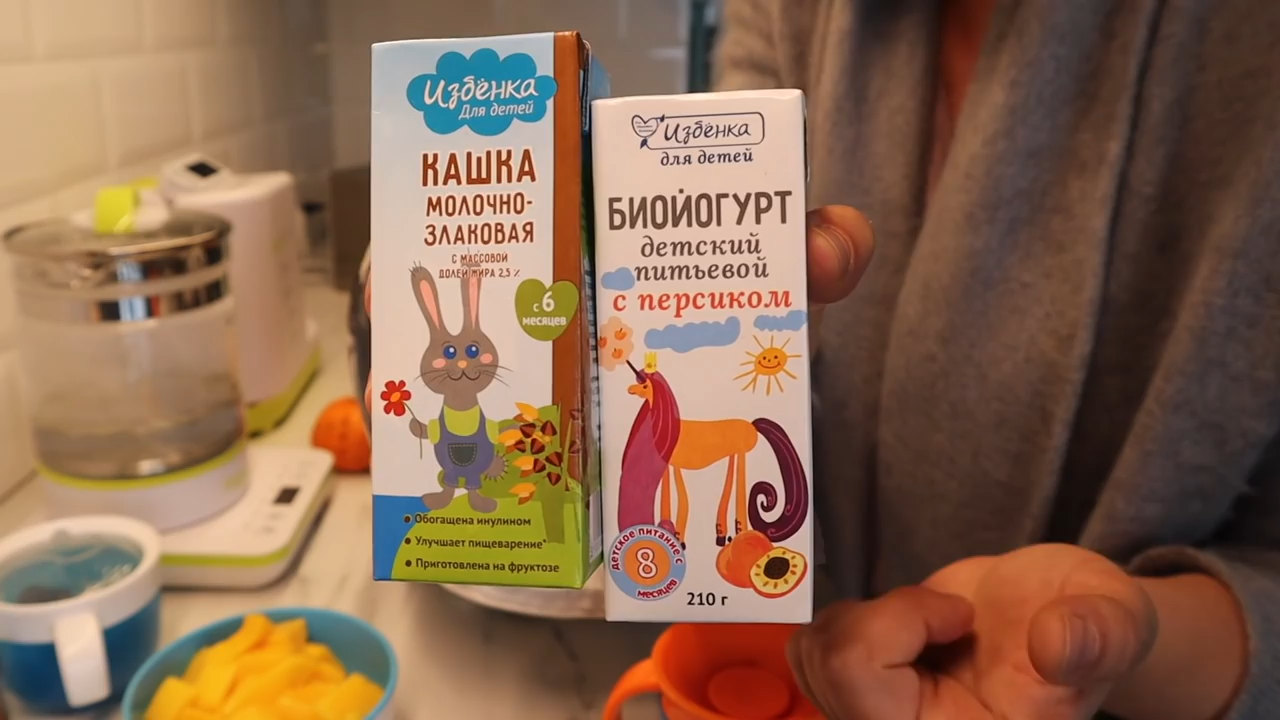 Избёнка
Для детей
КАШКА
МОЛОЧНО-
ЗЛАКОВАЯ
С МАССОВОЙ
ДОЛЕЙ ЖИРА 2,5 %
с 6
месяцев
• Обогащена инулином
• Улучшает пищеварение*
• Приготовлена на фруктозе
Избёнка
для детей
БИОЙОГУРТ
детский
питьевой
с персиком
детское питание с
8
месяцев
210 г